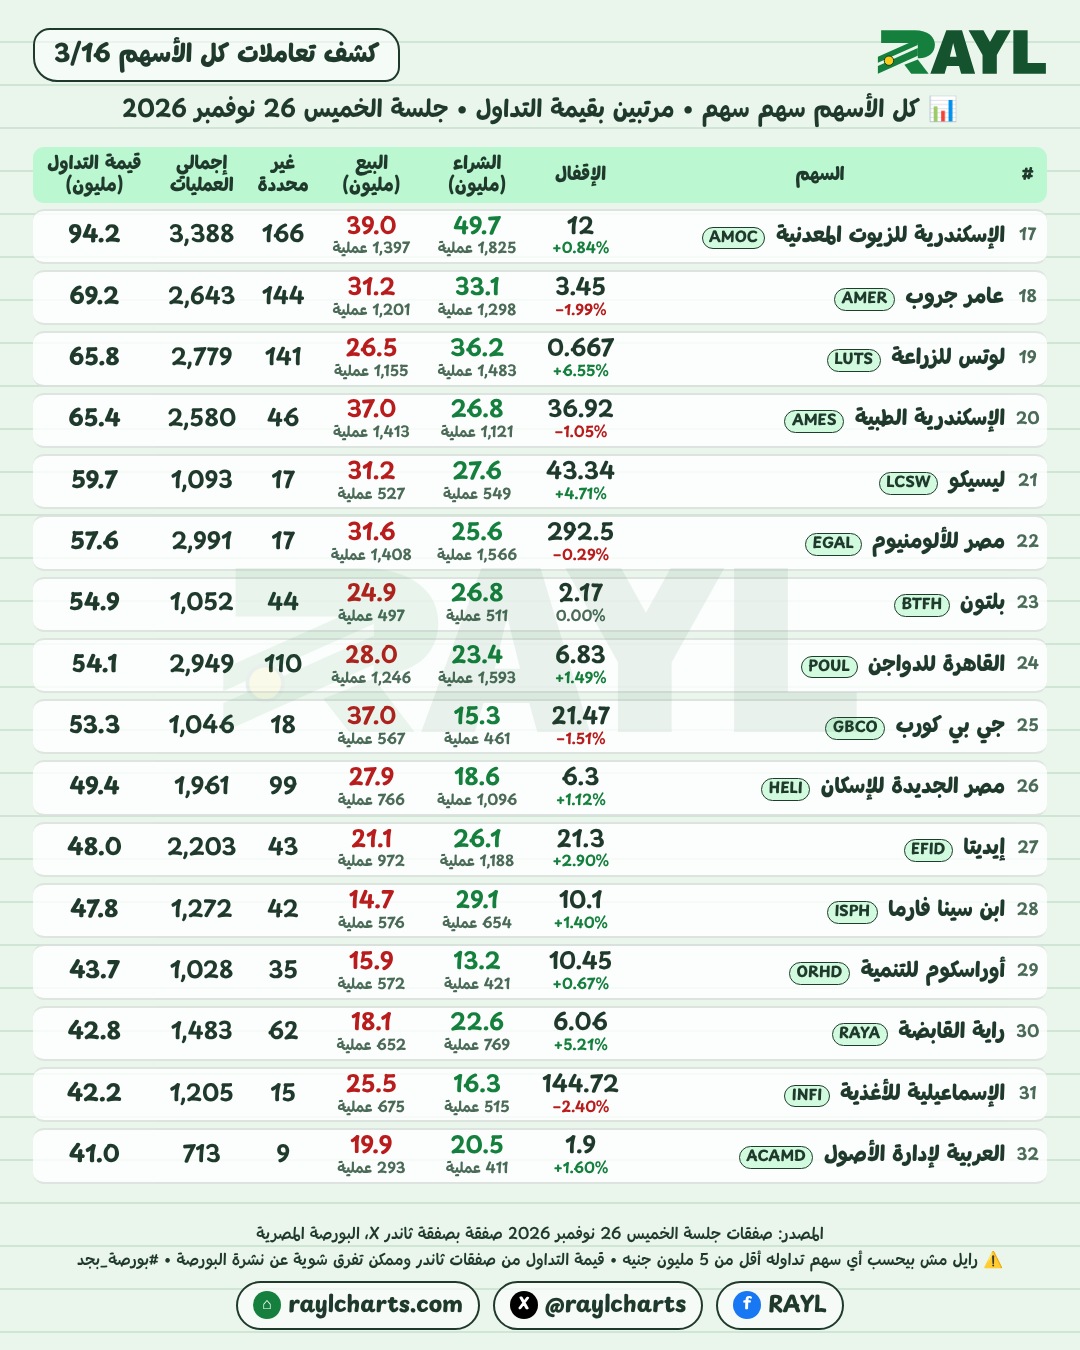 RAYL
كشف تعاملات كل الأسهم 3/16
📊 كل الأسهم سهم سهم • مرتبين بقيمة التداول • جلسة الخميس 26 نوفمبر 2026
# السهم الإقفال الشراء (مليون) البيع (مليون) غير محددة إجمالي العمليات قيمة التداول (مليون)
17 الإسكندرية للزيوت المعدنية AMOC 12 +0.84% 49.7 1,825 عملية 39.0 1,397 عملية 166 3,388 94.2
18 عامر جروب AMER 3.45 −1.99% 33.1 1,298 عملية 31.2 1,201 عملية 144 2,643 69.2
19 لوتس للزراعة LUTS 0.667 +6.55% 36.2 1,483 عملية 26.5 1,155 عملية 141 2,779 65.8
20 الإسكندرية الطبية AMES 36.92 −1.05% 26.8 1,121 عملية 37.0 1,413 عملية 46 2,580 65.4
21 ليسيكو LCSW 43.34 +4.71% 27.6 549 عملية 31.2 527 عملية 17 1,093 59.7
22 مصر للألومنيوم EGAL 292.5 −0.29% 25.6 1,566 عملية 31.6 1,408 عملية 17 2,991 57.6
23 بلتون BTFH 2.17 0.00% 26.8 511 عملية 24.9 497 عملية 44 1,052 54.9
24 القاهرة للدواجن POUL 6.83 +1.49% 23.4 1,593 عملية 28.0 1,246 عملية 110 2,949 54.1
25 جي بي كورب GBCO 21.47 −1.51% 15.3 461 عملية 37.0 567 عملية 18 1,046 53.3
26 مصر الجديدة للإسكان HELI 6.3 +1.12% 18.6 1,096 عملية 27.9 766 عملية 99 1,961 49.4
27 إيديتا EFID 21.3 +2.90% 26.1 1,188 عملية 21.1 972 عملية 43 2,203 48.0
28 ابن سينا فارما ISPH 10.1 +1.40% 29.1 654 عملية 14.7 576 عملية 42 1,272 47.8
29 أوراسكوم للتنمية ORHD 10.45 +0.67% 13.2 421 عملية 15.9 572 عملية 35 1,028 43.7
30 راية القابضة RAYA 6.06 +5.21% 22.6 769 عملية 18.1 652 عملية 62 1,483 42.8
31 الإسماعيلية للأغذية INFI 144.72 −2.40% 16.3 515 عملية 25.5 675 عملية 15 1,205 42.2
32 العربية لإدارة الأصول ACAMD 1.9 +1.60% 20.5 411 عملية 19.9 293 عملية 9 713 41.0
المصدر: صفقات جلسة الخميس 26 نوفمبر 2026 صفقة بصفقة ثاندر X، البورصة المصرية
⚠️ رايل مش بيحسب أي سهم تداوله أقل من 5 مليون جنيه • قيمة التداول من صفقات ثاندر وممكن تفرق شوية عن نشرة البورصة • #بورصة_بجد
raylcharts.com @raylcharts RAYL